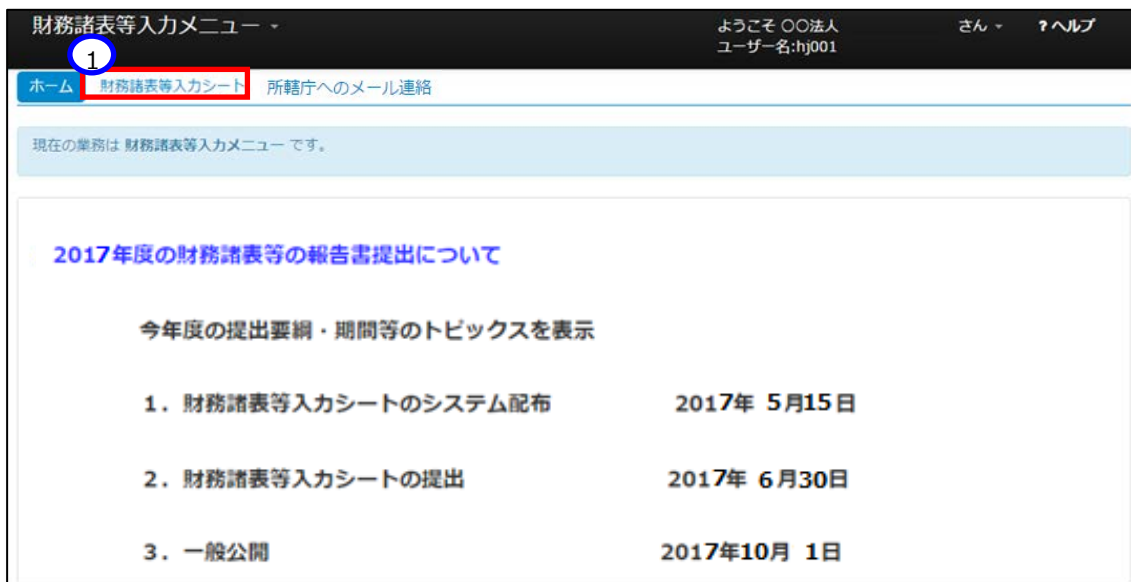 財務諸表等入力メニュー
ようこそ 〇〇法人 さん ?ヘルプ
ユーザー名:hj001
1
ホーム 財務諸表等入力シート 所轄庁へのメール連絡
現在の業務は 財務諸表等入力メニュー です。
2017年度の財務諸表等の報告書提出について
今年度の提出要綱・期間等のトピックスを表示
1. 財務諸表等入力シートのシステム配布 2017年 5月15日
2. 財務諸表等入力シートの提出 2017年 6月30日
3. 一般公開 2017年10月 1日